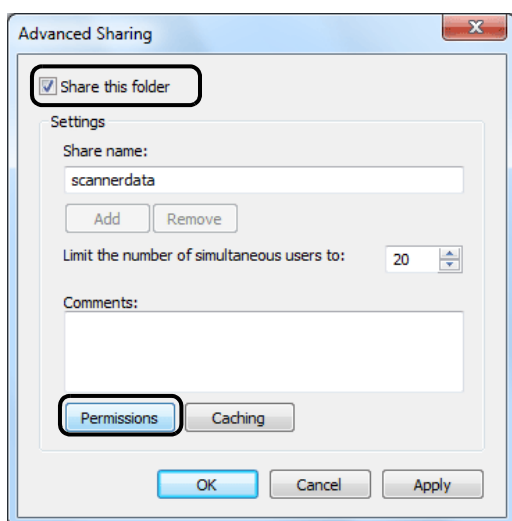 Advanced Sharing
Share this folder
Settings
Share name:
scannerdata
Add Remove
Limit the number of simultaneous users to: 20
Comments:
Permissions Caching
OK Cancel Apply